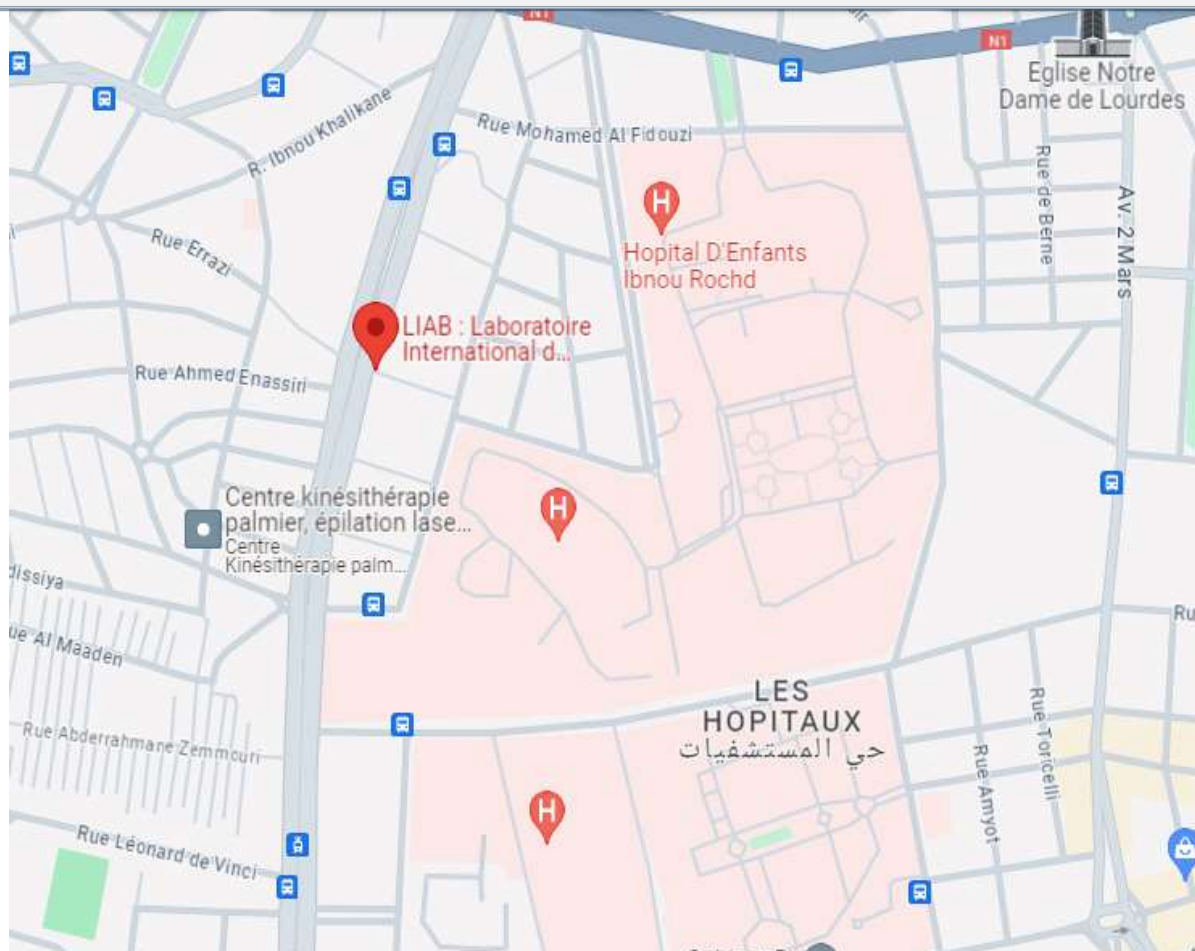 N1
N1
Eglise Notre
Dame de Lourdes
R. Ibnou Khalikane
Rue Mohamed Al Fidouzi
Rue de Berne
Av. 2 Mars
H
Hopital D'Enfants
Ibnou Rochd
Rue Errazi
LIAB : Laboratoire
International d...
Rue Ahmed Enassiri
Centre kinésithérapie
palmier, épilation lase...
Centre
Kinésithérapie palm...
H
dissiya
ue Al Maaden
Ru
LES
HOPITAUX
حي المستشفيات
Rue Toricelli
Rue Abderrahmane Zemmouri
Rue Amyot
H
Rue Léonard de Vinci